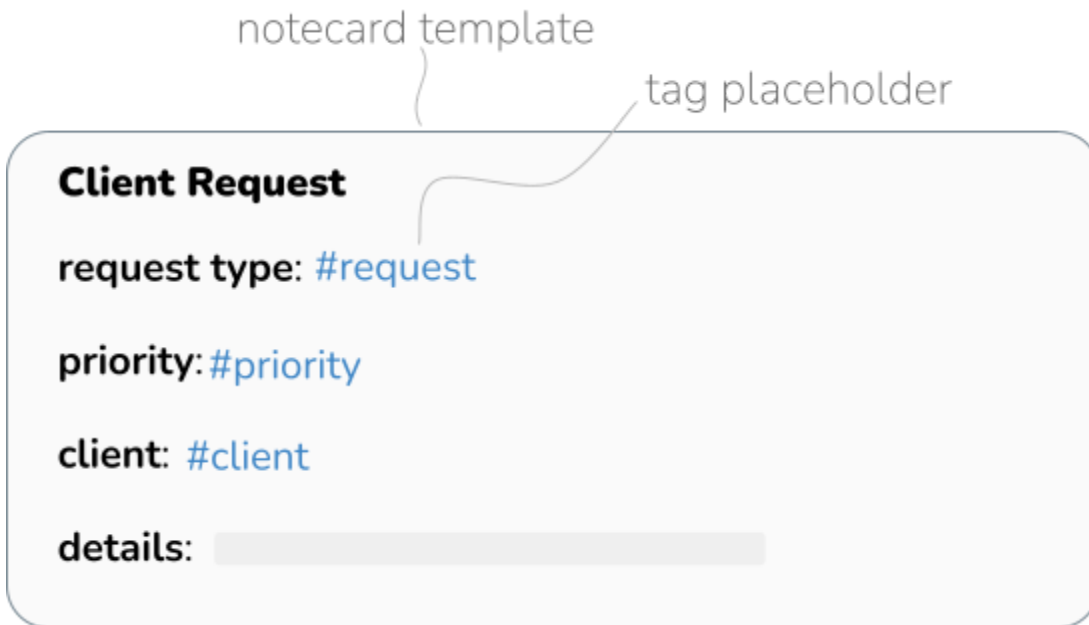 notecard template
tag placeholder
Client Request
request type: #request
priority: #priority
client: #client
details: